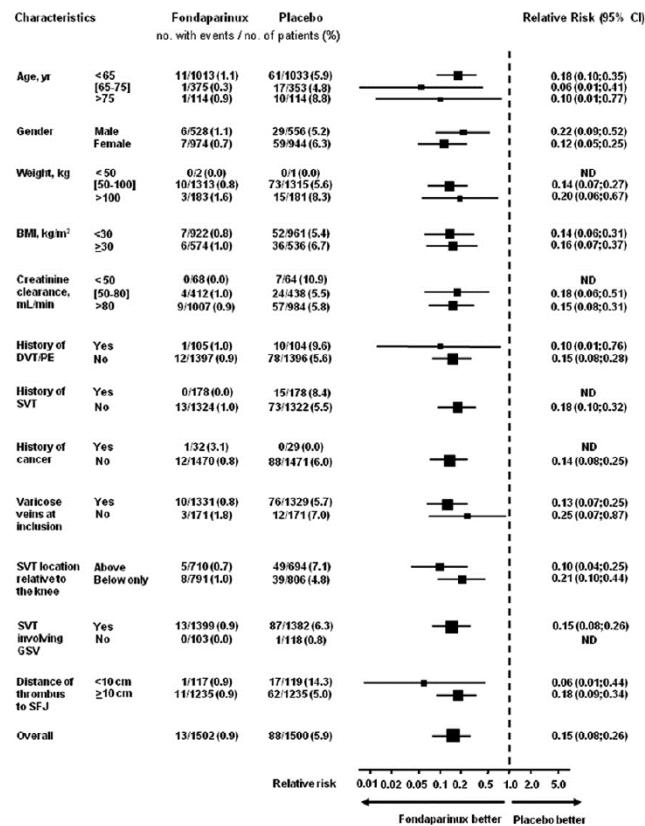 Characteristics Fondaparinux Placebo Relative Risk (95% CI)
no. with events / no. of patients (%)
Age, yr <65 11/1013 (1.1) 61/1033 (5.9) 0.18 (0.10;0.35)
[65-75] 1/375 (0.3) 17/353 (4.8) 0.06 (0.01;0.41)
>75 1/114 (0.9) 10/114 (8.8) 0.10 (0.01;0.77)
Gender Male 6/528 (1.1) 29/556 (5.2) 0.22 (0.09;0.52)
Female 7/974 (0.7) 59/944 (6.3) 0.12 (0.05;0.25)
Weight, kg <50 0/2 (0.0) 0/1 (0.0) ND
[50-100] 10/1313 (0.8) 73/1315 (5.6) 0.14 (0.07;0.27)
>100 3/183 (1.6) 15/181 (8.3) 0.20 (0.06;0.67)
BMI, kg/m² <30 7/922 (0.8) 52/961 (5.4) 0.14 (0.06;0.31)
≥30 6/574 (1.0) 36/536 (6.7) 0.16 (0.07;0.37)
Creatinine <50 0/68 (0.0) 7/64 (10.9) ND
clearance, [50-80] 4/412 (1.0) 24/438 (5.5) 0.18 (0.06;0.51)
mL/min >80 9/1007 (0.9) 57/984 (5.8) 0.15 (0.08;0.31)
History of Yes 1/105 (1.0) 10/104 (9.6) 0.10 (0.01;0.76)
DVT/PE No 12/1397 (0.9) 78/1396 (5.6) 0.15 (0.08;0.28)
History of Yes 0/178 (0.0) 15/178 (8.4) ND
SVT No 13/1324 (1.0) 73/1322 (5.5) 0.18 (0.10;0.32)
History of Yes 1/32 (3.1) 0/29 (0.0) ND
cancer No 12/1470 (0.8) 88/1471 (6.0) 0.14 (0.08;0.25)
Varicose Yes 10/1331 (0.8) 76/1329 (5.7) 0.13 (0.07;0.25)
veins at No 3/171 (1.8) 12/171 (7.0) 0.25 (0.07;0.87)
inclusion
SVT location Above 5/710 (0.7) 49/694 (7.1) 0.10 (0.04;0.25)
relative to Below only 8/791 (1.0) 39/806 (4.8) 0.21 (0.10;0.44)
the knee
SVT Yes 13/1399 (0.9) 87/1382 (6.3) 0.15 (0.08;0.26)
involving No 0/103 (0.0) 1/118 (0.8) ND
GSV
Distance of <10 cm 1/117 (0.9) 17/119 (14.3) 0.06 (0.01;0.44)
thrombus ≥10 cm 11/1235 (0.9) 62/1235 (5.0) 0.18 (0.09;0.34)
to SFJ
Overall 13/1502 (0.9) 88/1500 (5.9) 0.15 (0.08;0.26)
Relative risk 0.01 0.02 0.05 0.1 0.2 0.5 1.0 2.0 5.0
Fondaparinux better Placebo better